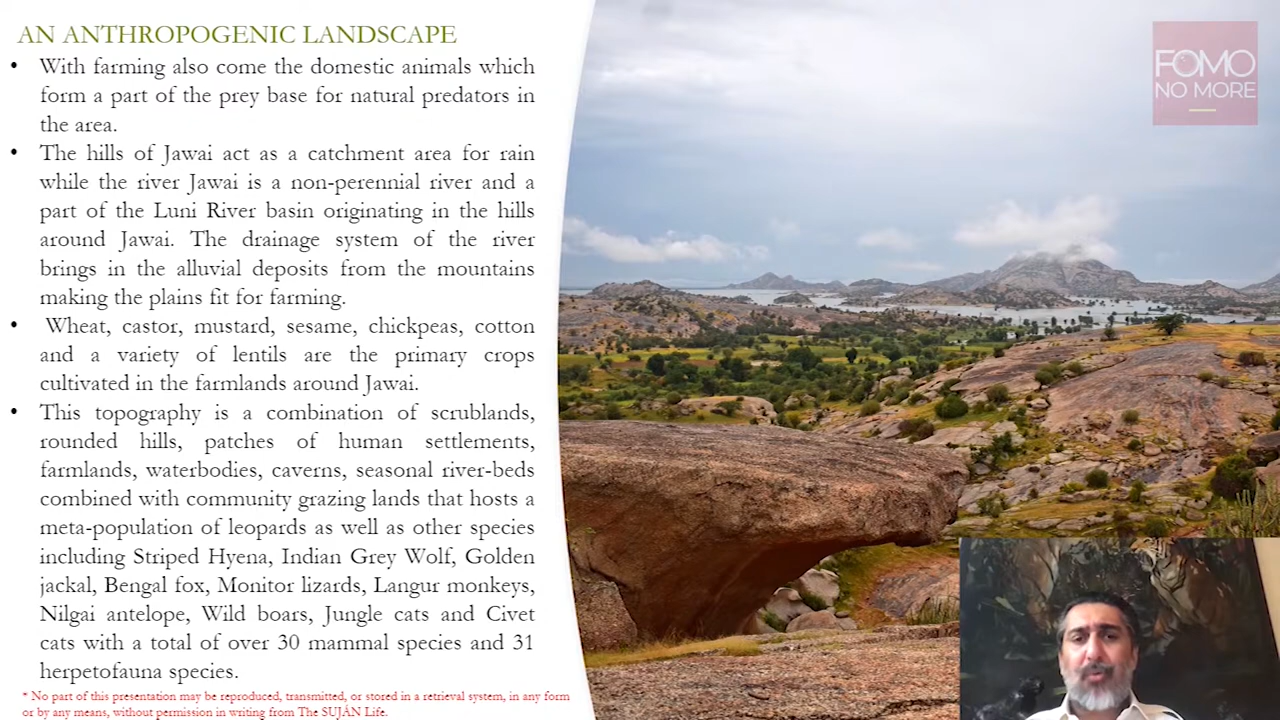 AN ANTHROPOGENIC LANDSCAPE
• With farming also come the domestic animals which
form a part of the prey base for natural predators in
the area.
• The hills of Jawai act as a catchment area for rain
while the river Jawai is a non-perennial river and a
part of the Luni River basin originating in the hills
around Jawai. The drainage system of the river
brings in the alluvial deposits from the mountains
making the plains fit for farming.
• Wheat, castor, mustard, sesame, chickpeas, cotton
and a variety of lentils are the primary crops
cultivated in the farmlands around Jawai.
• This topography is a combination of scrublands,
rounded hills, patches of human settlements,
farmlands, waterbodies, caverns, seasonal river-beds
combined with community grazing lands that hosts a
meta-population of leopards as well as other species
including Striped Hyena, Indian Grey Wolf, Golden
jackal, Bengal fox, Monitor lizards, Langur monkeys,
Nilgai antelope, Wild boars, Jungle cats and Civet
cats with a total of over 30 mammal species and 31
herpetofauna species.
* No part of this presentation may be reproduced, transmitted, or stored in a retrieval system, in any form
or by any means, without permission in writing from The SUJÁN Life.
FOMO
NO MORE